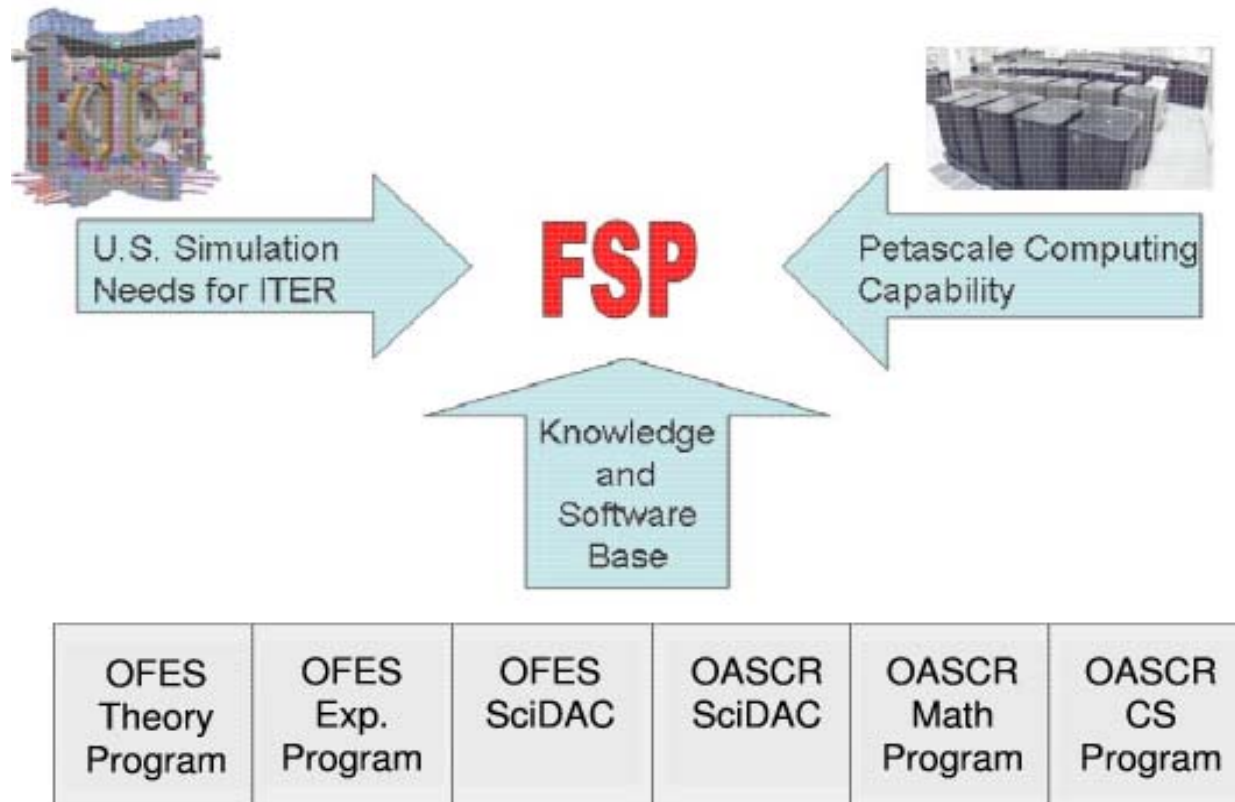 U.S. Simulation
Needs for ITER
FSP
Petascale Computing
Capability
Knowledge
and
Software
Base
OFES
Theory
Program
OFES
Exp.
Program
OFES
SciDAC
OASCR
SciDAC
OASCR
Math
Program
OASCR
CS
Program